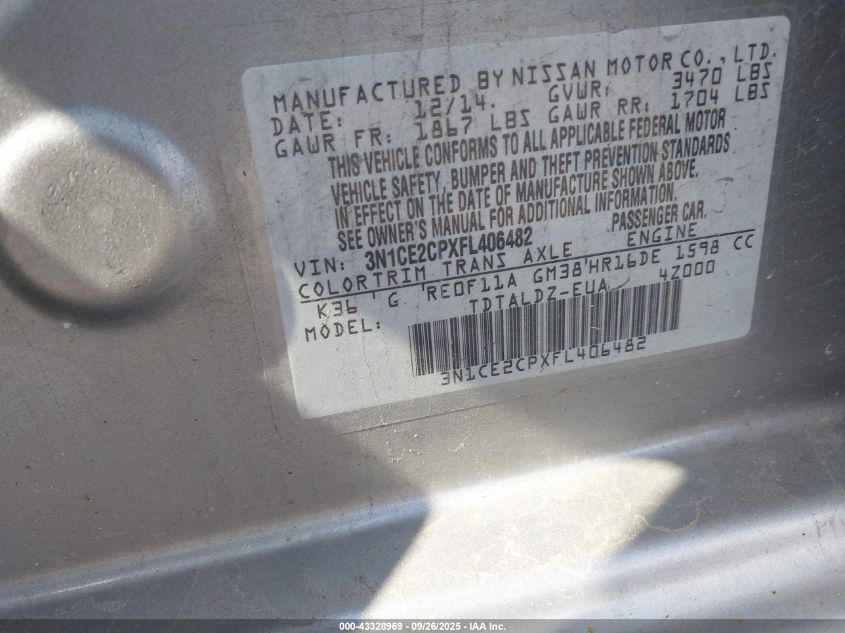 MANUFACTURED BY NISSAN MOTOR CO., LTD.
DATE: 12/14. GVWR: 3470 LBS
GAWR FR: 1867 LBS GAWR RR: 1704 LBS
THIS VEHICLE CONFORMS TO ALL APPLICABLE FEDERAL MOTOR
VEHICLE SAFETY, BUMPER AND THEFT PREVENTION STANDARDS
IN EFFECT ON THE DATE OF MANUFACTURE SHOWN ABOVE.
SEE OWNER'S MANUAL FOR ADDITIONAL INFORMATION.
VIN: 3N1CE2CPXFL406482 PASSENGER CAR.
COLOR TRIM TRANS AXLE ENGINE
K36 ' G 'RE0F11A GM38'HR16DE 1598 CC
MODEL: TDTALDZ-EUA 4Z000
3N1CE2CPXFL406482
000-43328969 - 09/26/2025 - IAA Inc.